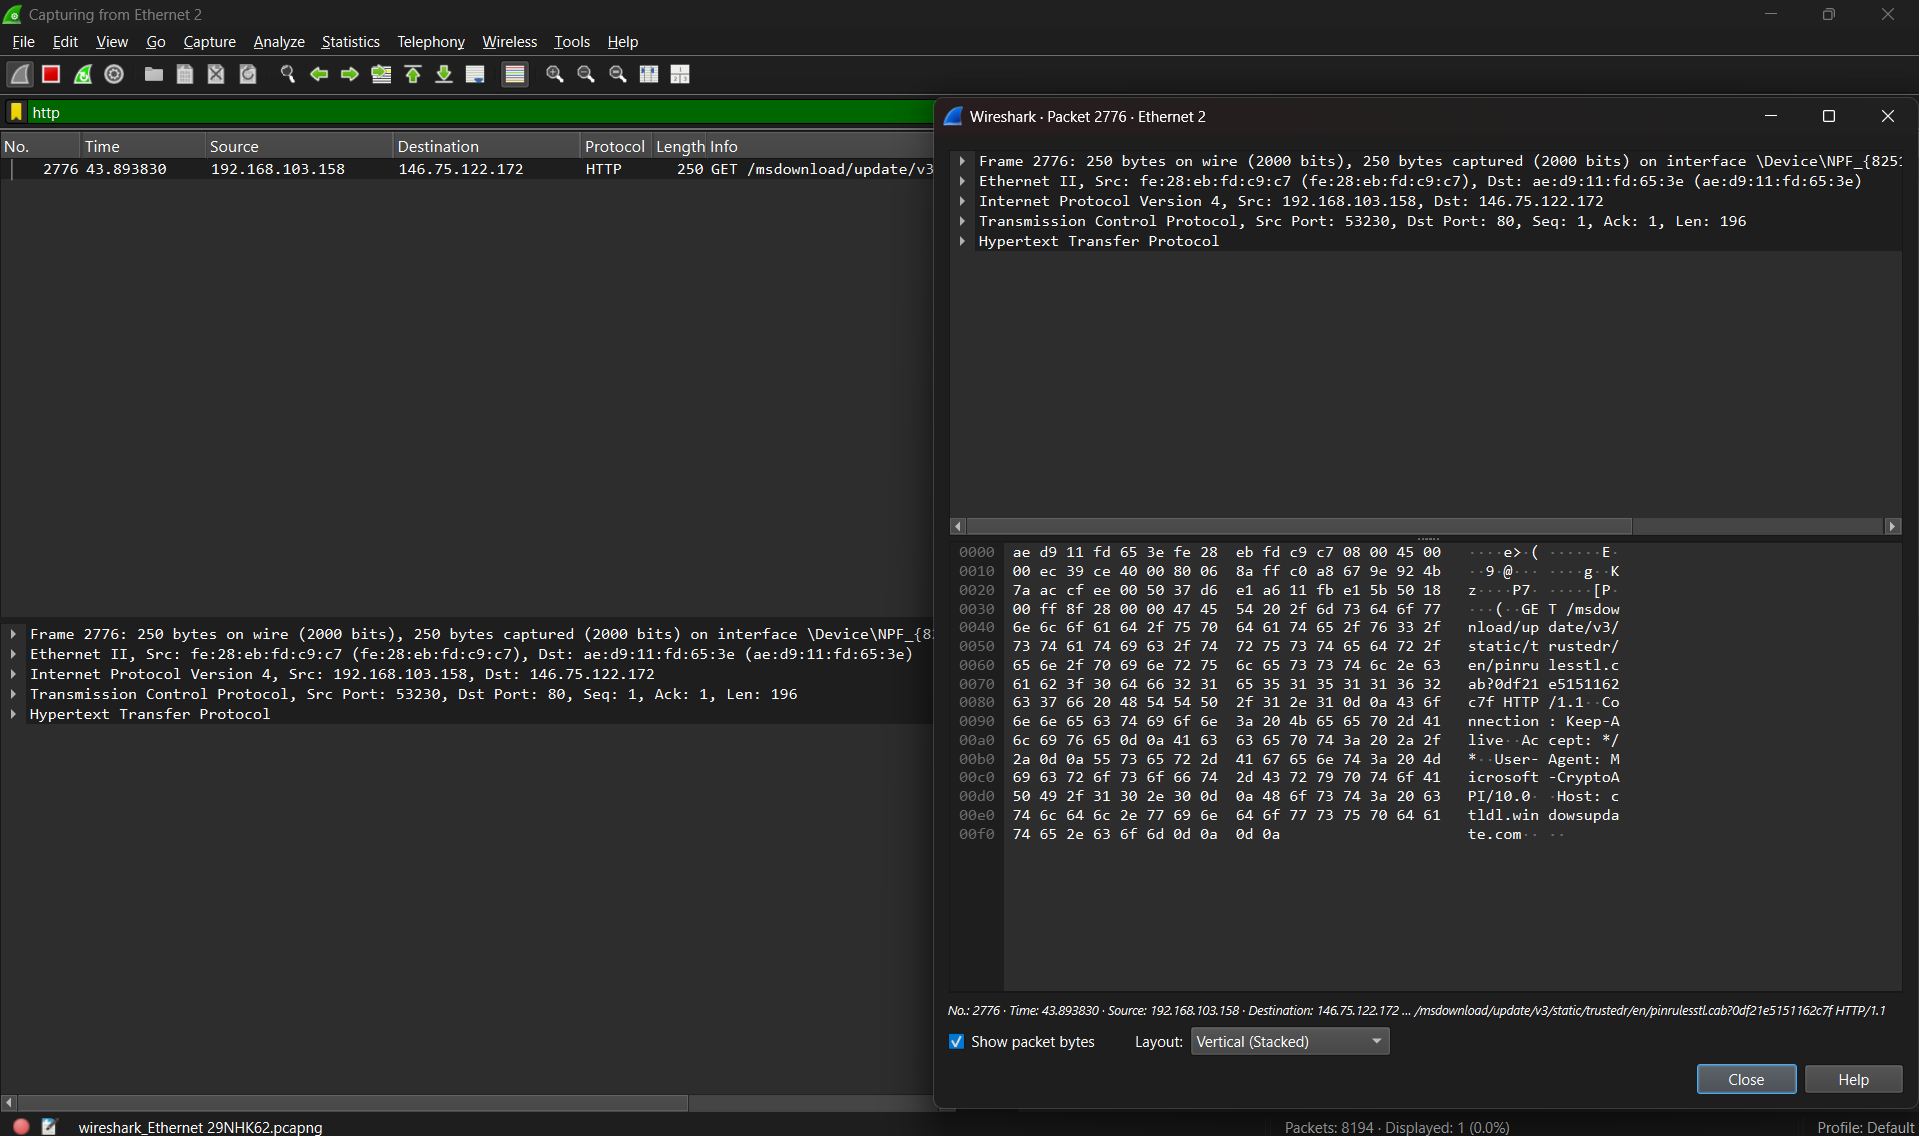 Capturing from Ethernet 2
File Edit View Go Capture Analyze Statistics Telephony Wireless Tools Help
http
No. Time Source Destination Protocol Length Info
2776 43.893830 192.168.103.158 146.75.122.172 HTTP 250 GET /msdownload/update/v3
Frame 2776: 250 bytes on wire (2000 bits), 250 bytes captured (2000 bits) on interface \Device\NPF_{8
Ethernet II, Src: fe:28:eb:fd:c9:c7 (fe:28:eb:fd:c9:c7), Dst: ae:d9:11:fd:65:3e (ae:d9:11:fd:65:3e)
Internet Protocol Version 4, Src: 192.168.103.158, Dst: 146.75.122.172
Transmission Control Protocol, Src Port: 53230, Dst Port: 80, Seq: 1, Ack: 1, Len: 196
Hypertext Transfer Protocol
Wireshark · Packet 2776 · Ethernet 2
Frame 2776: 250 bytes on wire (2000 bits), 250 bytes captured (2000 bits) on interface \Device\NPF_{8251
Ethernet II, Src: fe:28:eb:fd:c9:c7 (fe:28:eb:fd:c9:c7), Dst: ae:d9:11:fd:65:3e (ae:d9:11:fd:65:3e)
Internet Protocol Version 4, Src: 192.168.103.158, Dst: 146.75.122.172
Transmission Control Protocol, Src Port: 53230, Dst Port: 80, Seq: 1, Ack: 1, Len: 196
Hypertext Transfer Protocol
0000 ae d9 11 fd 65 3e fe 28 eb fd c9 c7 08 00 45 00 ····e>·( ······E·
0010 00 ec 39 ce 40 00 80 06 8a ff c0 a8 67 9e 92 4b ··9·@··· ····g··K
0020 7a ac cf ee 00 50 37 d6 e1 a6 11 fb e1 5b 50 18 z····P7· ·····[P·
0030 00 ff 8f 28 00 00 47 45 54 20 2f 6d 73 64 6f 77 ···(··GE T /msdow
0040 6e 6c 6f 61 64 2f 75 70 64 61 74 65 2f 76 33 2f nload/up date/v3/
0050 73 74 61 74 69 63 2f 74 72 75 73 74 65 64 72 2f static/t rustedr/
0060 65 6e 2f 70 69 6e 72 75 6c 65 73 73 74 6c 2e 63 en/pinru lesstl.c
0070 61 62 3f 30 64 66 32 31 65 35 31 35 31 31 36 32 ab?0df21 e5151162
0080 63 37 66 20 48 54 54 50 2f 31 2e 31 0d 0a 43 6f c7f HTTP /1.1··Co
0090 6e 6e 65 63 74 69 6f 6e 3a 20 4b 65 65 70 2d 41 nnection : Keep-A
00a0 6c 69 76 65 0d 0a 41 63 63 65 70 74 3a 20 2a 2f live··Ac cept: */
00b0 2a 0d 0a 55 73 65 72 2d 41 67 65 6e 74 3a 20 4d *··User- Agent: M
00c0 69 63 72 6f 73 6f 66 74 2d 43 72 79 70 74 6f 41 icrosoft -CryptoA
00d0 50 49 2f 31 30 2e 30 0d 0a 48 6f 73 74 3a 20 63 PI/10.0· ·Host: c
00e0 74 6c 64 6c 2e 77 69 6e 64 6f 77 73 75 70 64 61 tldl.win dowsupda
00f0 74 65 2e 63 6f 6d 0d 0a 0d 0a te.com·· ··
No.: 2776 · Time: 43.893830 · Source: 192.168.103.158 · Destination: 146.75.122.172 ... /msdownload/update/v3/static/trustedr/en/pinrulesstl.cab?0df21e5151162c7f HTTP/1.1
Show packet bytes Layout: Vertical (Stacked)
Close Help
wireshark_Ethernet 29NHK62.pcapng Packets: 8194 · Displayed: 1 (0.0%) Profile: Default